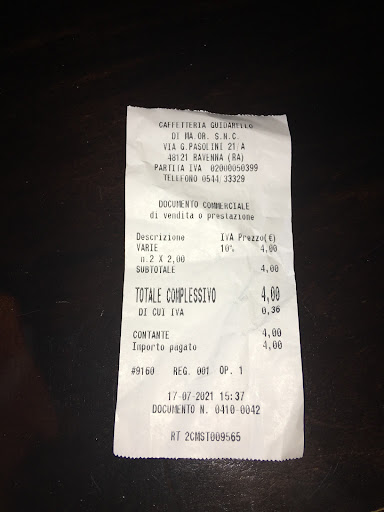 CAFFETTERIA GUIDARELLO
DI MA.OR. S.N.C.
VIA G.PASOLINI 21/A
48121 RAVENNA (RA)
PARTITA IVA 02000050399
TELEFONO 0544/33329
DOCUMENTO COMMERCIALE
di vendita o prestazione
Descrizione IVA Prezzo(€)
VARIE 10% 4,00
n.2 X 2,00
SUBTOTALE 4,00
TOTALE COMPLESSIVO 4,00
DI CUI IVA 0,36
CONTANTE 4,00
Importo pagato 4,00
#9160 REG. 001 OP. 1
17-07-2021 15:37
DOCUMENTO N. 0410-0042
RT 2CMST009565